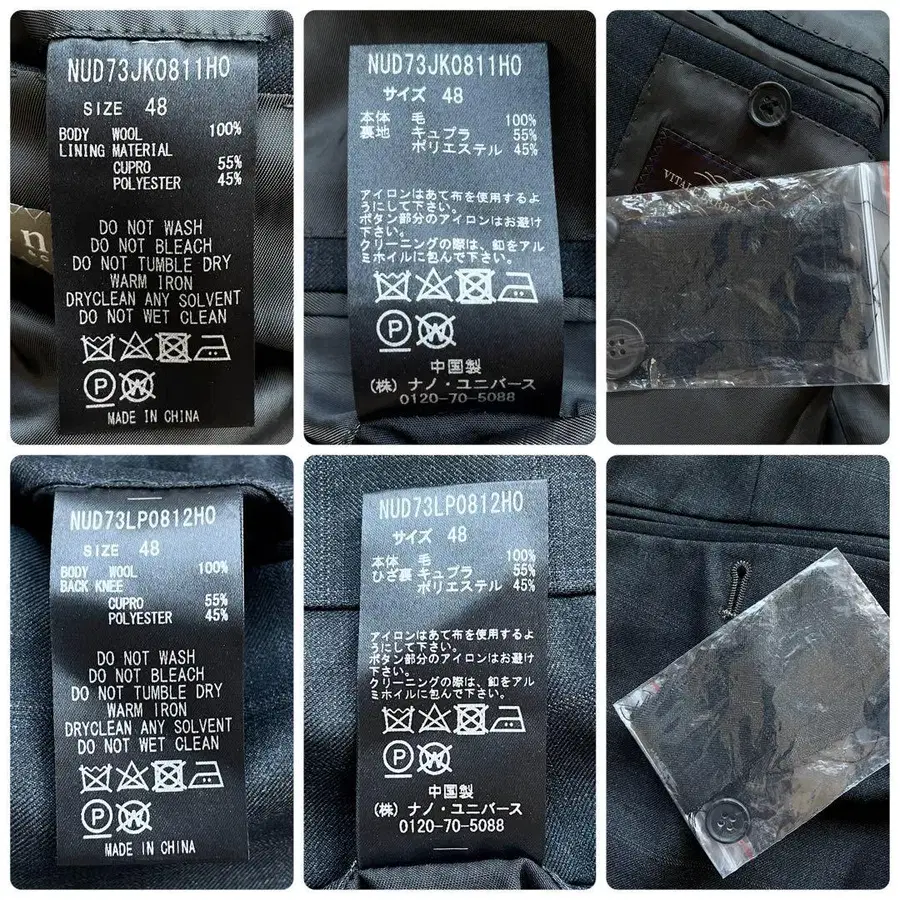 NUD73JK0811HO
SIZE 48
BODY WOOL 100%
LINING MATERIAL
CUPRO 55%
POLYESTER 45%
DO NOT WASH
DO NOT BLEACH
DO NOT TUMBLE DRY
WARM IRON
DRYCLEAN ANY SOLVENT
DO NOT WET CLEAN
P W
MADE IN CHINA
n
NUD73JK0811HO
サイズ 48
本体 毛 100%
裏地 キュプラ 55%
ポリエステル 45%
アイロンはあて布を使用するよ
うにして下さい。
ボタン部分のアイロンはお避け
下さい。
クリーニングの際は、釦をアル
ミホイルに包んで下さい。
P W
中国製
(株) ナノ・ユニバース
0120-70-5088
NUD73LP0812HO
SIZE 48
BODY WOOL 100%
BACK KNEE
CUPRO 55%
POLYESTER 45%
DO NOT WASH
DO NOT BLEACH
DO NOT TUMBLE DRY
WARM IRON
DRYCLEAN ANY SOLVENT
DO NOT WET CLEAN
P W
MADE IN CHINA
NUD73LP0812HO
サイズ 48
本体 毛 100%
ひざ裏 キュプラ 55%
ポリエステル 45%
アイロンはあて布を使用するよ
うにして下さい。
ボタン部分のアイロンはお避け
下さい。
クリーニングの際は、釦をアル
ミホイルに包んで下さい。
P W
中国製
(株) ナノ・ユニバース
0120-70-5088